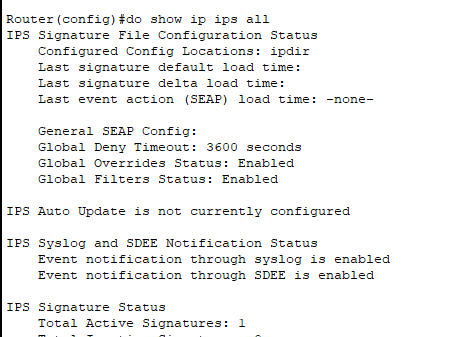 Router(config)#do show ip ips all
IPS Signature File Configuration Status
Configured Config Locations: ipdir
Last signature default load time:
Last signature delta load time:
Last event action (SEAP) load time: -none-
General SEAP Config:
Global Deny Timeout: 3600 seconds
Global Overrides Status: Enabled
Global Filters Status: Enabled
IPS Auto Update is not currently configured
IPS Syslog and SDEE Notification Status
Event notification through syslog is enabled
Event notification through SDEE is enabled
IPS Signature Status
Total Active Signatures: 1